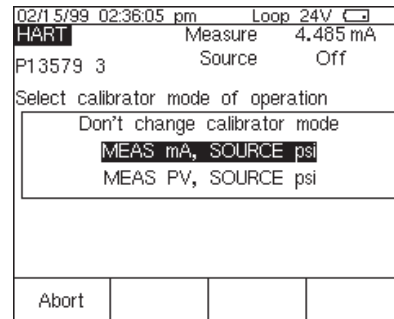 02/15/99 02:36:05 pm Loop 24V
HART Measure 4.485 mA
P13579 3 Source Off
Select calibrator mode of operation
Don't change calibrator mode
MEAS mA, SOURCE psi
MEAS PV, SOURCE psi
Abort